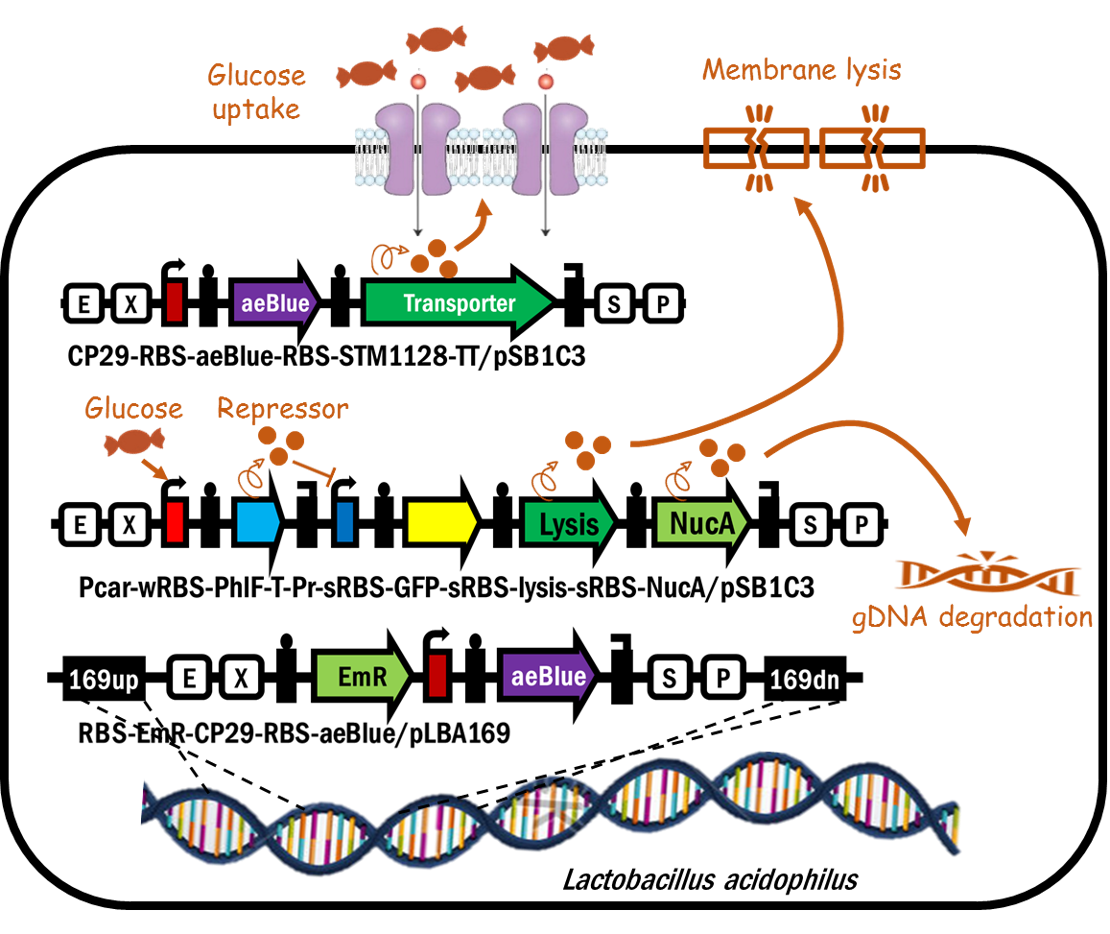 Glucose
uptake
Membrane lysis
E X aeBlue Transporter S P
CP29-RBS-aeBlue-RBS-STM1128-TT/pSB1C3
Glucose Repressor
E X Lysis NucA S P
Pcar-wRBS-PhlF-T-Pr-sRBS-GFP-sRBS-lysis-sRBS-NucA/pSB1C3
gDNA degradation
169up E X EmR aeBlue S P 169dn
RBS-EmR-CP29-RBS-aeBlue/pLBA169
Lactobacillus acidophilus